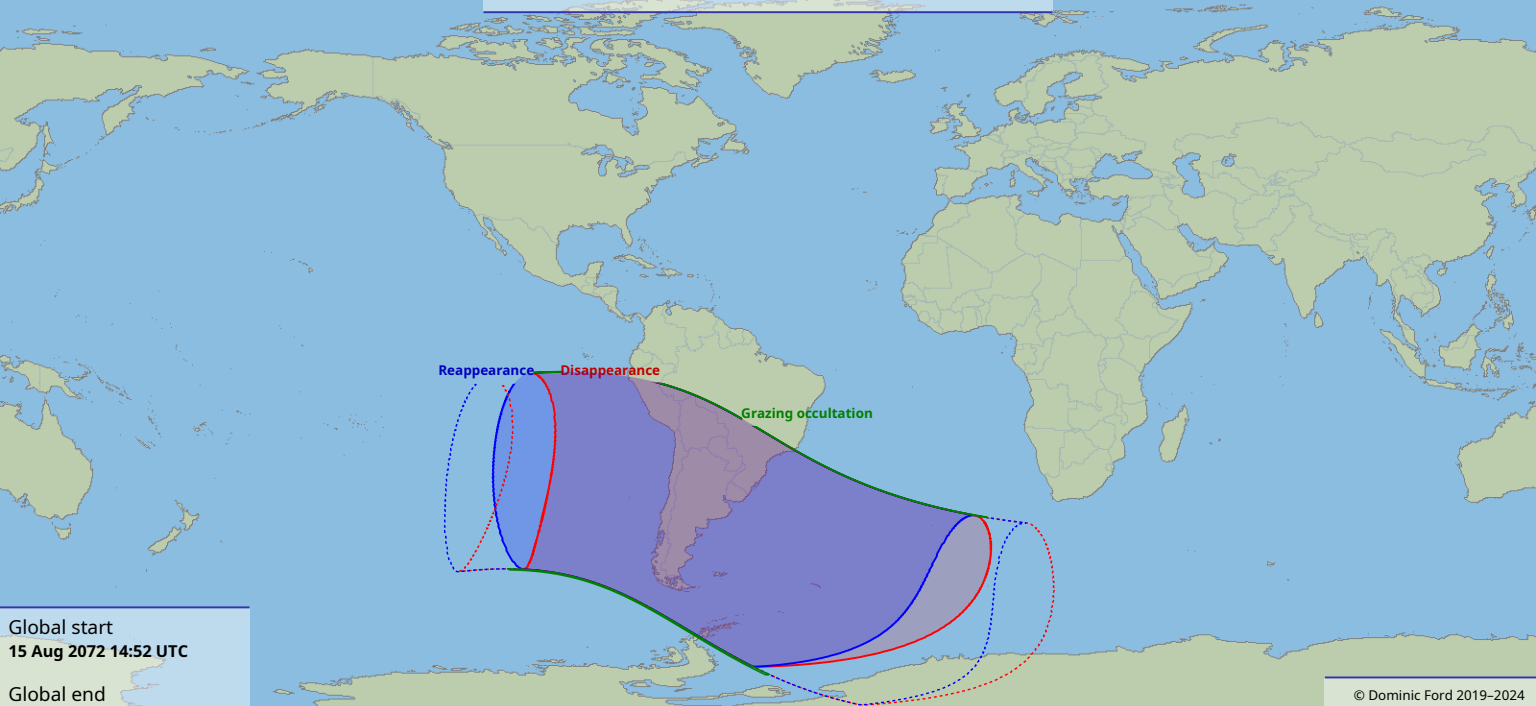 Reappearance
Disappearance
Grazing occultation
Global start
15 Aug 2072 14:52 UTC
Global end
© Dominic Ford 2019–2024